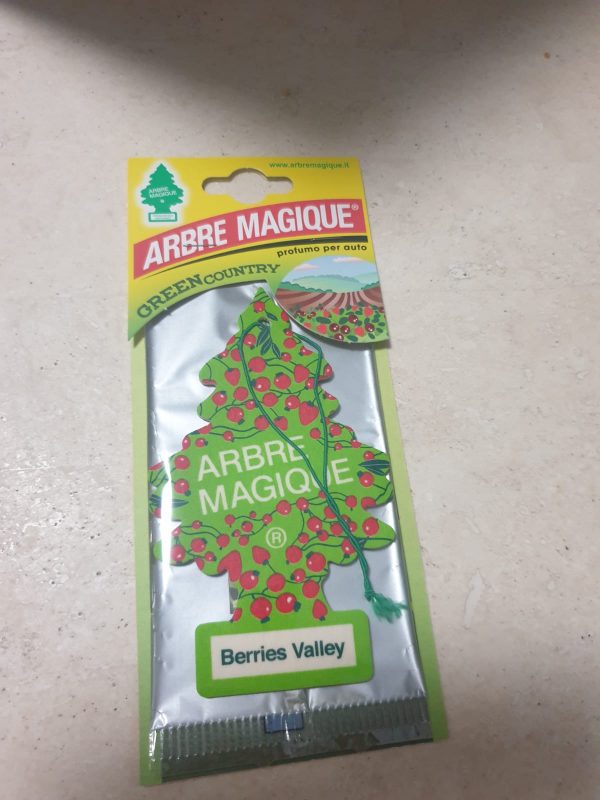 www.arbremagique.it
ARBRE
MAGIQUE
ARBRE MAGIQUE®
profumo per auto
GREEN COUNTRY
ARBRE
MAGIQUE
®
Berries Valley